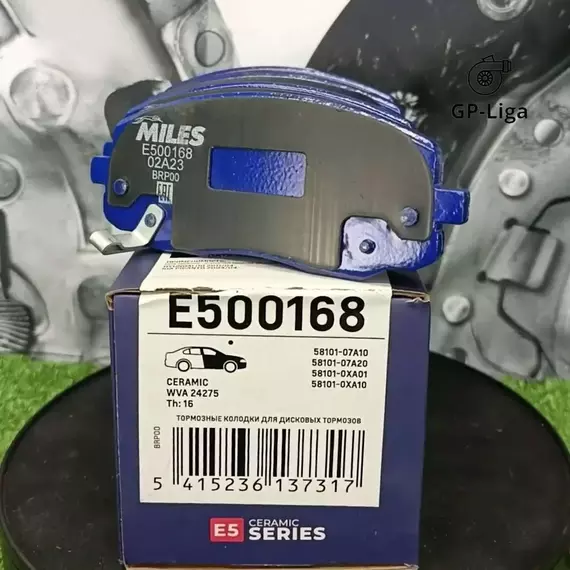 GP-Liga
MILES
E500168
02A23
BRP00
EAC
E500168
58101-07A10
58101-07A20
58101-0XA01
58101-0XA10
CERAMIC
WVA 24275
Th: 16
ТОРМОЗНЫЕ КОЛОДКИ ДЛЯ ДИСКОВЫХ ТОРМОЗОВ
BRP00
5 415236 137317
E5 CERAMIC
SERIES